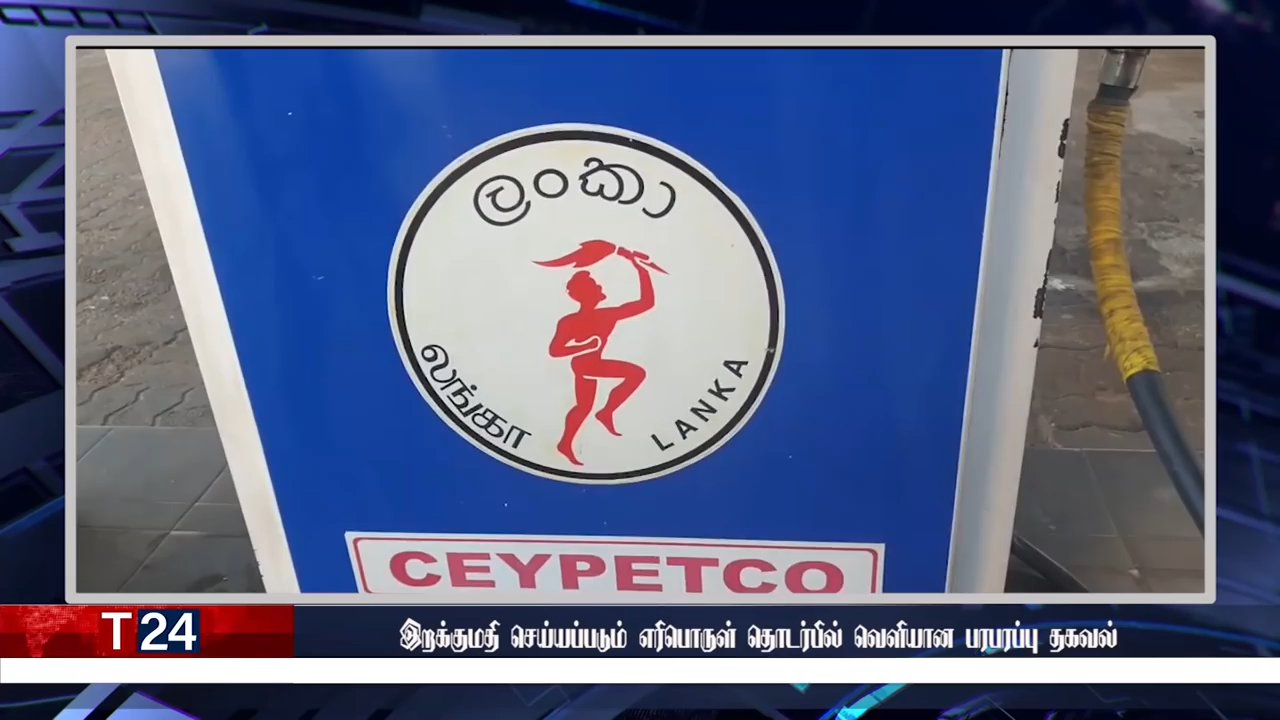 ලංකා
லங்கா
LANKA
CEYPETCO
T24
இறக்குமதி செய்யப்படும் எரிபொருள் தொடர்பில் வெளியான பரபரப்பு தகவல்